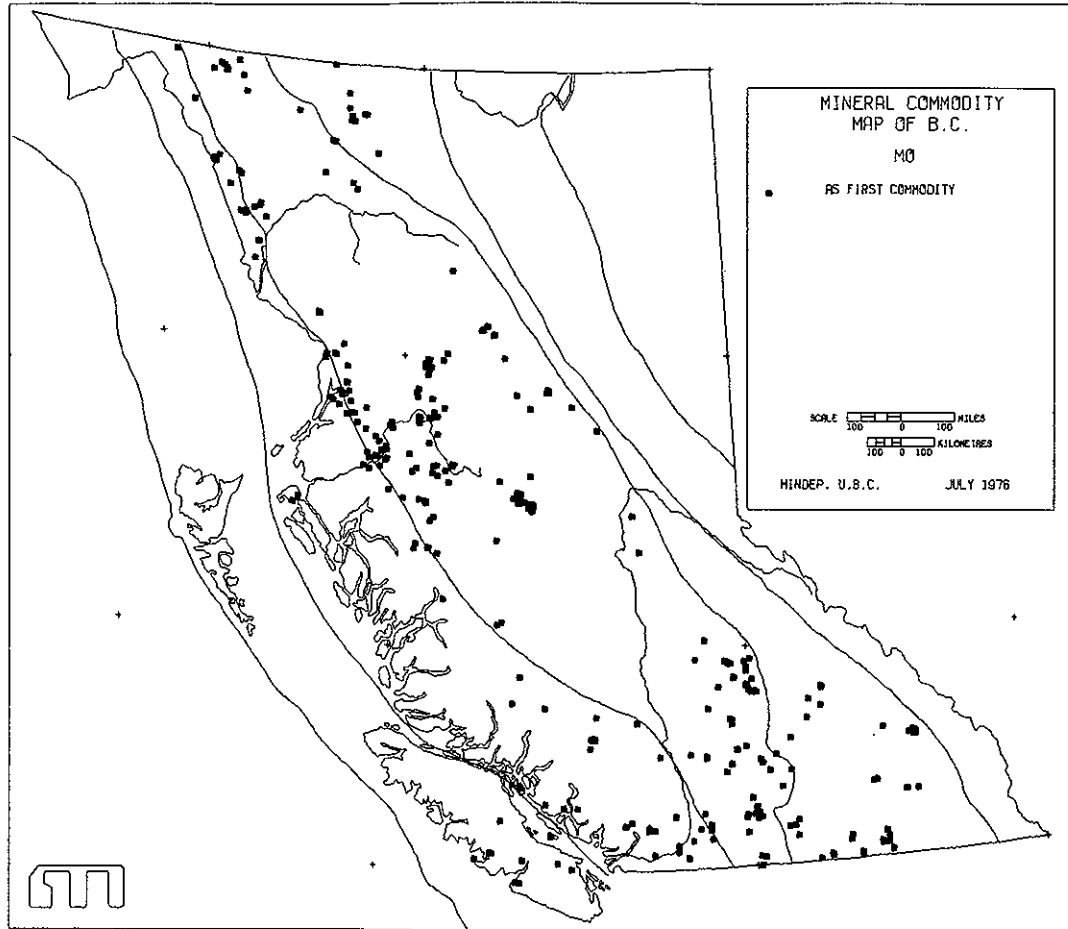 MINERAL COMMODITY
MAP OF B.C.
MO
AS FIRST COMMODITY
SCALE MILES
100 0 100
KILOMETRES
100 0 100
MINDEP. U.B.C. JULY 1976